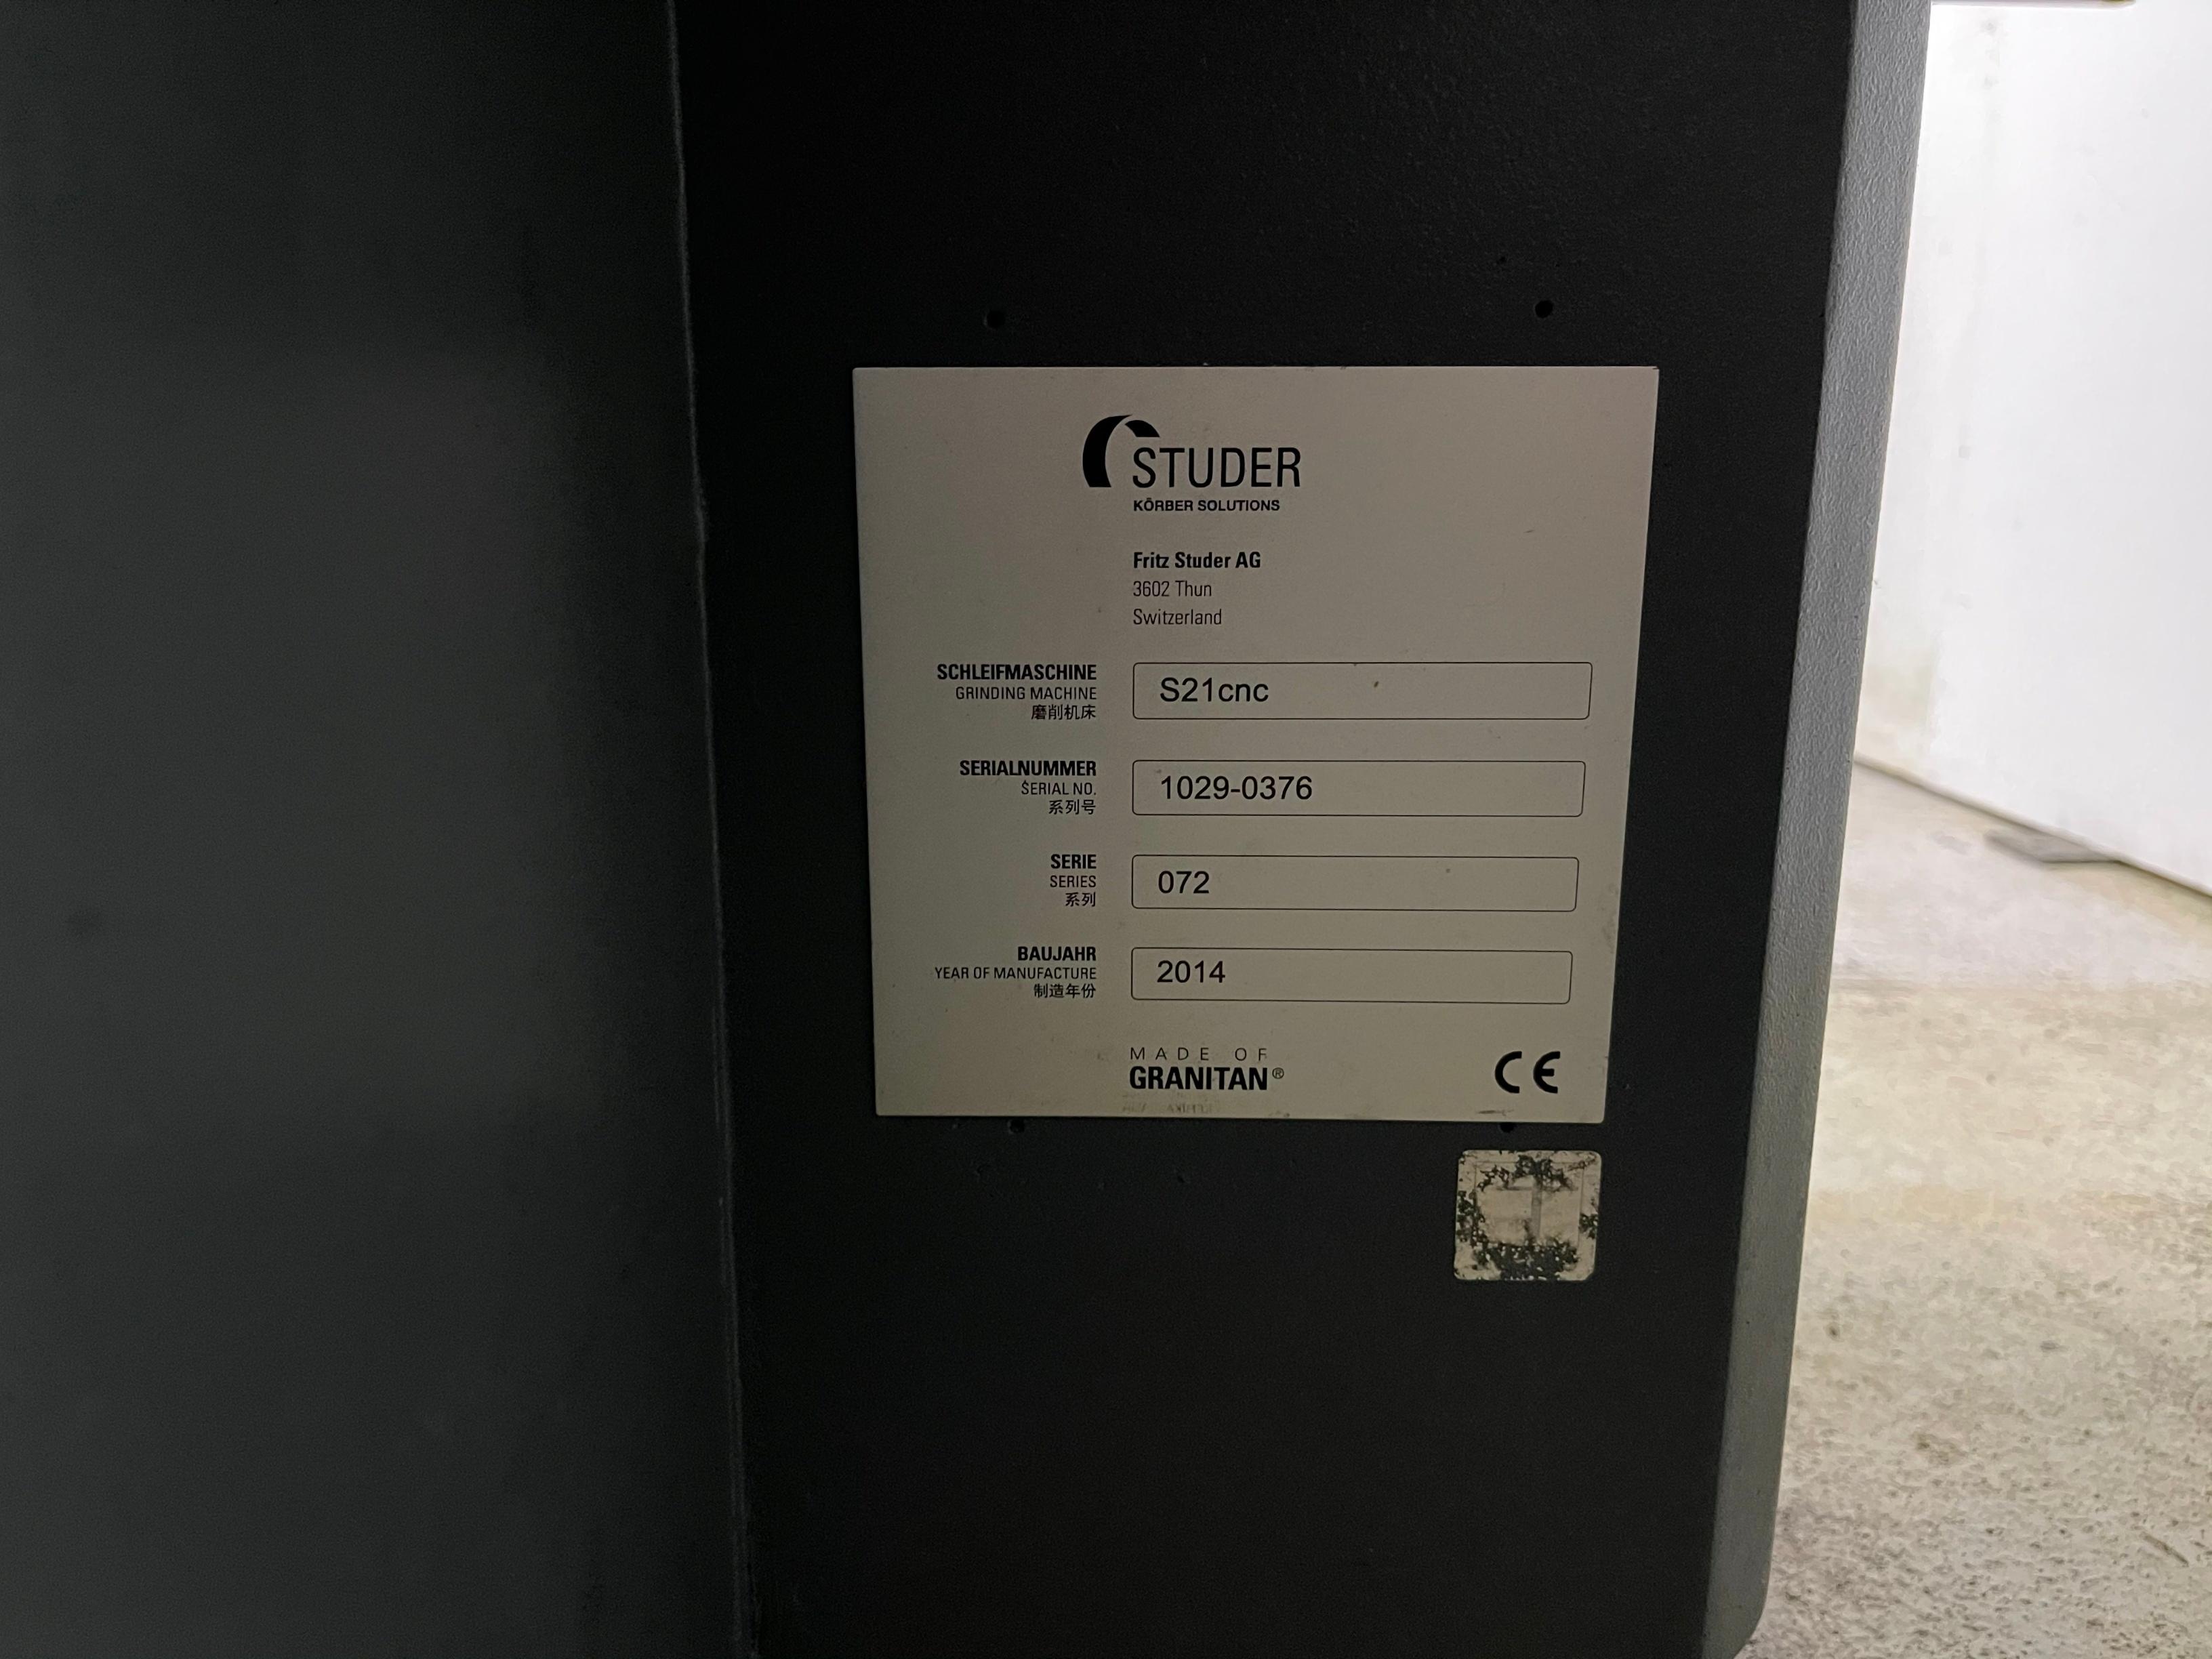 STUDER
KÖRBER SOLUTIONS
Fritz Studer AG
3602 Thun
Switzerland
SCHLEIFMASCHINE
GRINDING MACHINE
磨削机床
S21cnc
SERIALNUMMER
SERIAL NO.
系列号
1029-0376
SERIE
SERIES
系列
072
BAUJAHR
YEAR OF MANUFACTURE
制造年份
2014
MADE OF
GRANITAN®
CE